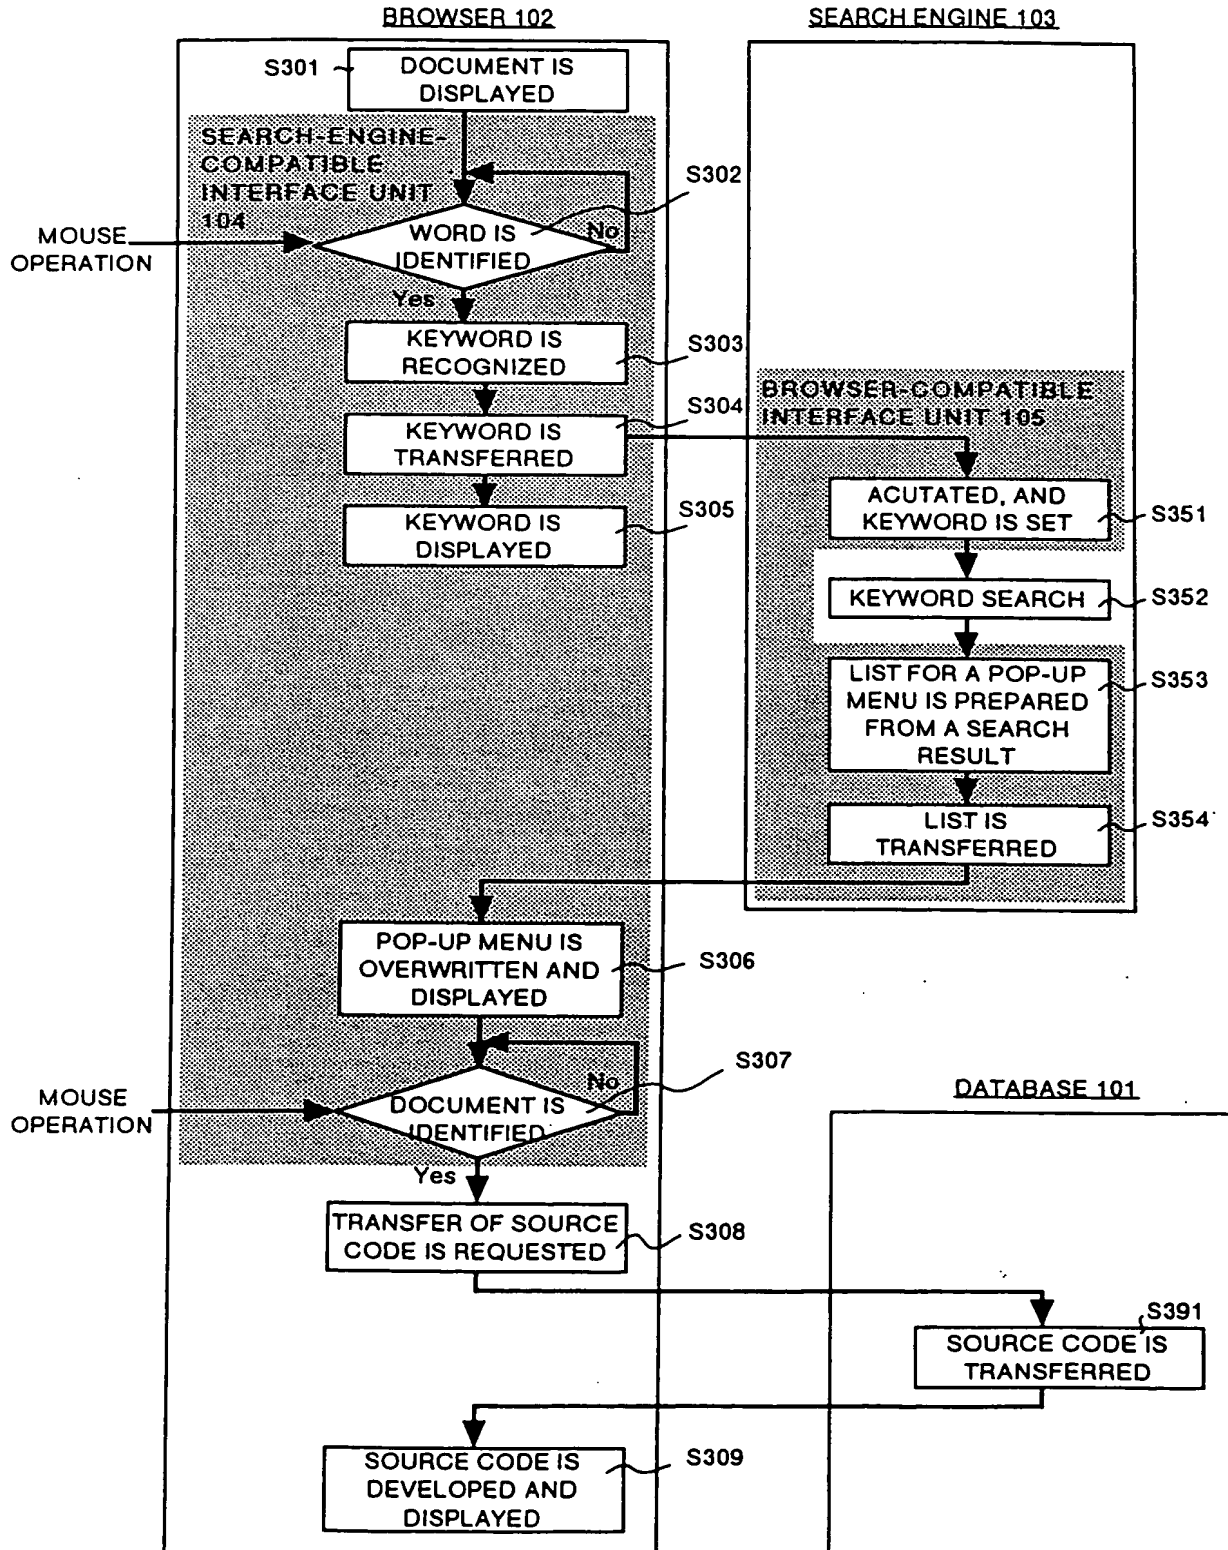 BROWSER 102
SEARCH ENGINE 103
S301
DOCUMENT IS
DISPLAYED
SEARCH-ENGINE-
COMPATIBLE
INTERFACE UNIT
104
S302
MOUSE
OPERATION
WORD IS
IDENTIFIED
No
Yes
KEYWORD IS
RECOGNIZED
S303
BROWSER-COMPATIBLE
INTERFACE UNIT 105
S304
KEYWORD IS
TRANSFERRED
ACUTATED, AND
KEYWORD IS SET
S351
S305
KEYWORD IS
DISPLAYED
KEYWORD SEARCH
S352
LIST FOR A POP-UP
MENU IS PREPARED
FROM A SEARCH
RESULT
S353
LIST IS
TRANSFERRED
S354
POP-UP MENU IS
OVERWRITTEN AND
DISPLAYED
S306
S307
No
MOUSE
OPERATION
DOCUMENT IS
IDENTIFIED
Yes
DATABASE 101
TRANSFER OF SOURCE
CODE IS REQUESTED
S308
S391
SOURCE CODE IS
TRANSFERRED
SOURCE CODE IS
DEVELOPED AND
DISPLAYED
S309